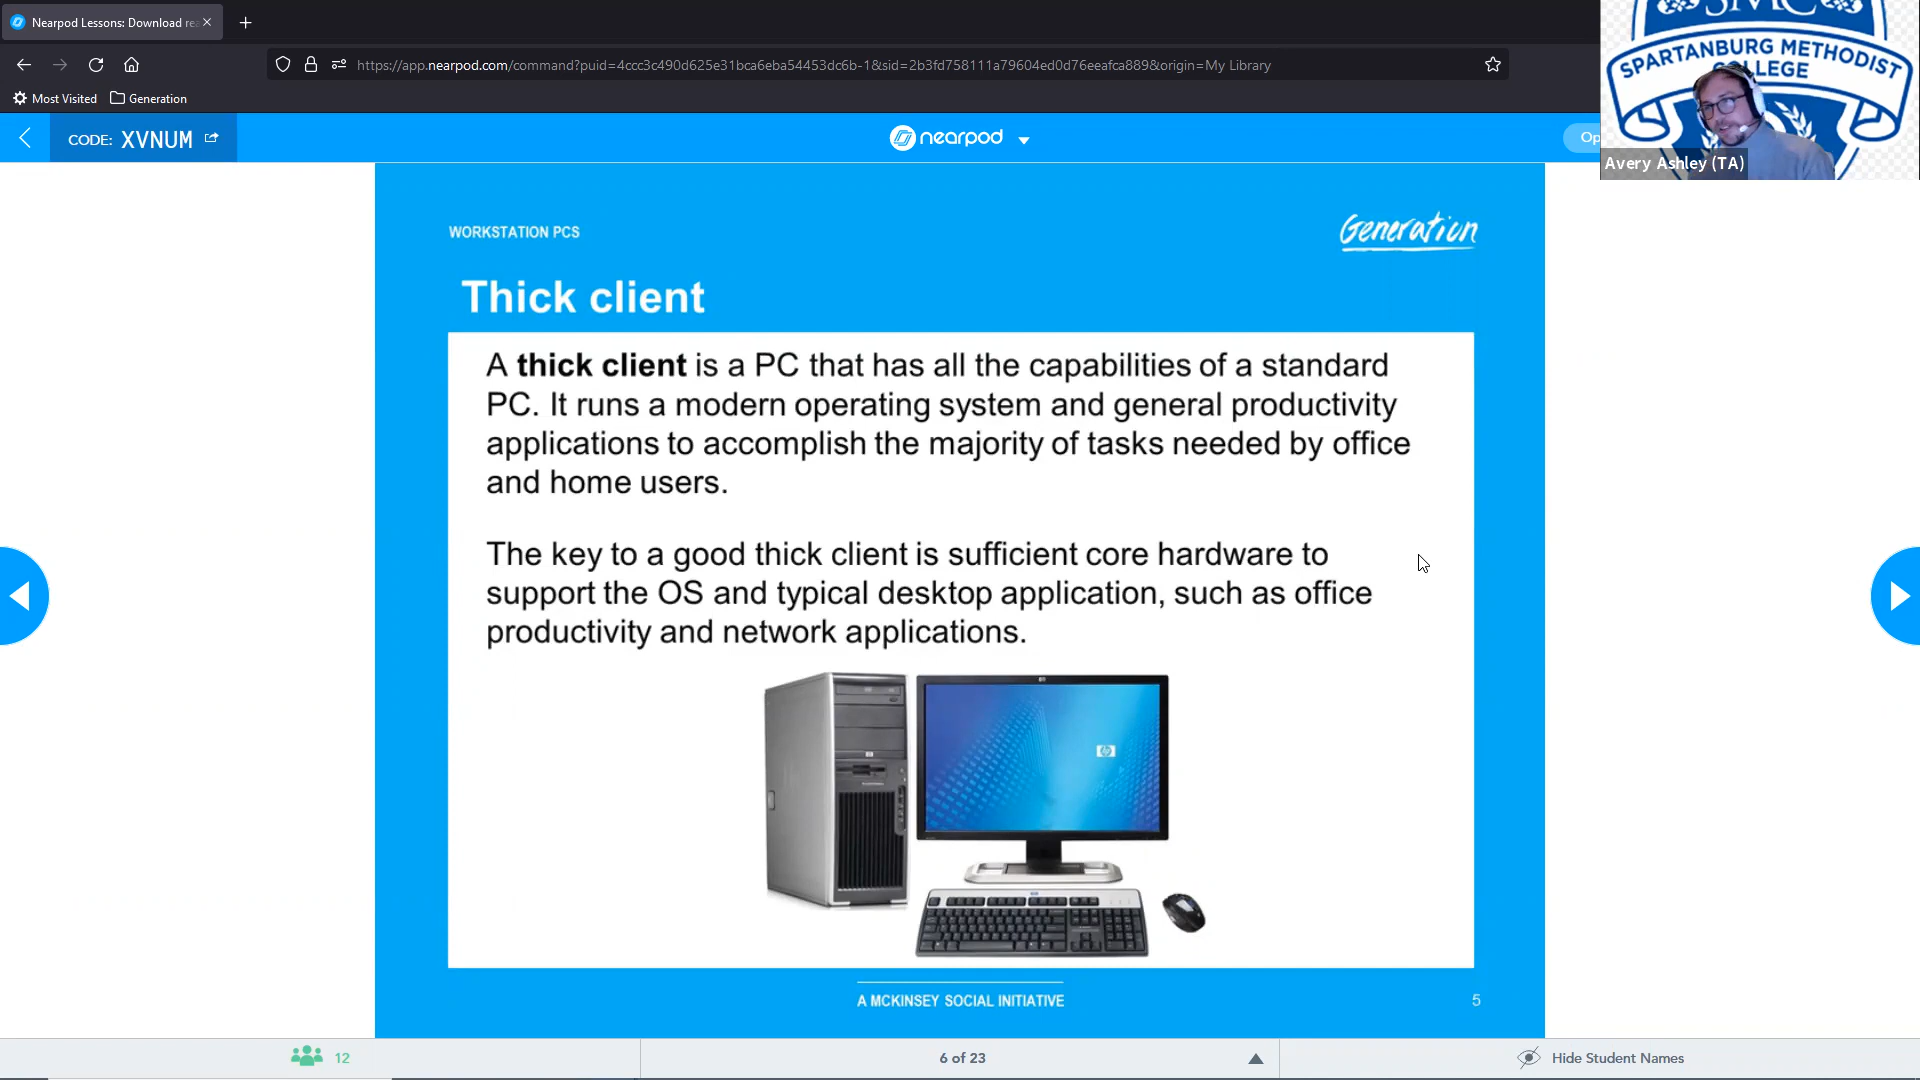 Nearpod Lessons: Download re
https://app.nearpod.com/command?puid=4ccc3c490d625e31bca6eba54453dc6b-1&sid=2b3fd758111a79604ed0d76eeafca889&origin=My Library
Most Visited
Generation
SMC
SPARTANBURG METHODIST
COLLEGE
Avery Ashley (TA)
CODE: XVNUM
nearpod
Op
WORKSTATION PCS
Generation
Thick client
A thick client is a PC that has all the capabilities of a standard
PC. It runs a modern operating system and general productivity
applications to accomplish the majority of tasks needed by office
and home users.
The key to a good thick client is sufficient core hardware to
support the OS and typical desktop application, such as office
productivity and network applications.
hp
A MCKINSEY SOCIAL INITIATIVE
5
12
6 of 23
Hide Student Names